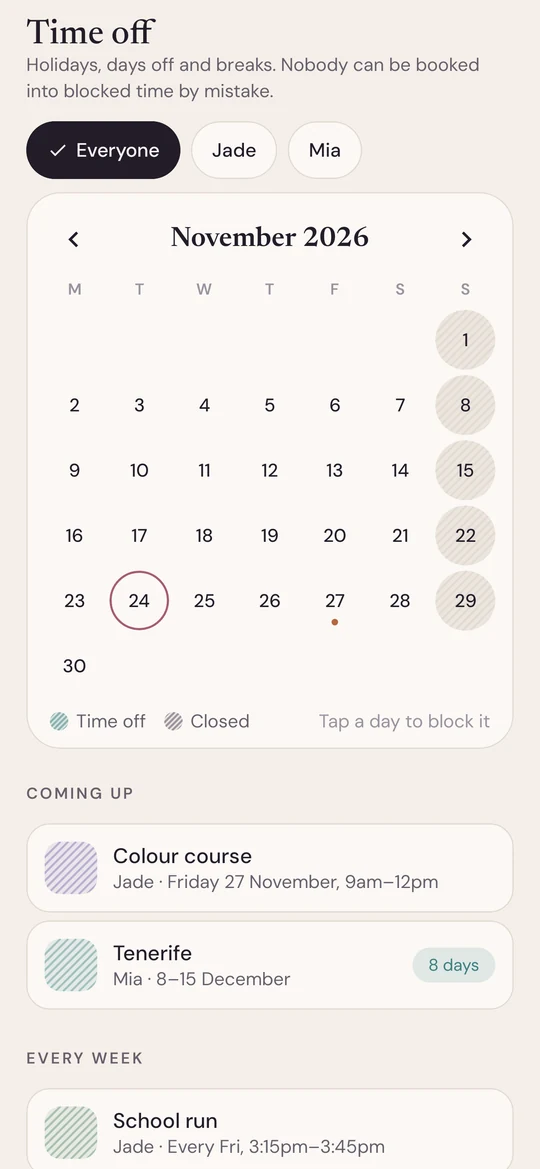 Time off
Holidays, days off and breaks. Nobody can be booked
into blocked time by mistake.
Everyone Jade Mia
November 2026
M T W T F S S
1
2 3 4 5 6 7 8
9 10 11 12 13 14 15
16 17 18 19 20 21 22
23 24 25 26 27 28 29
30
Time off Closed Tap a day to block it
COMING UP
Colour course
Jade · Friday 27 November, 9am–12pm
Tenerife
Mia · 8–15 December
8 days
EVERY WEEK
School run
Jade · Every Fri, 3:15pm–3:45pm